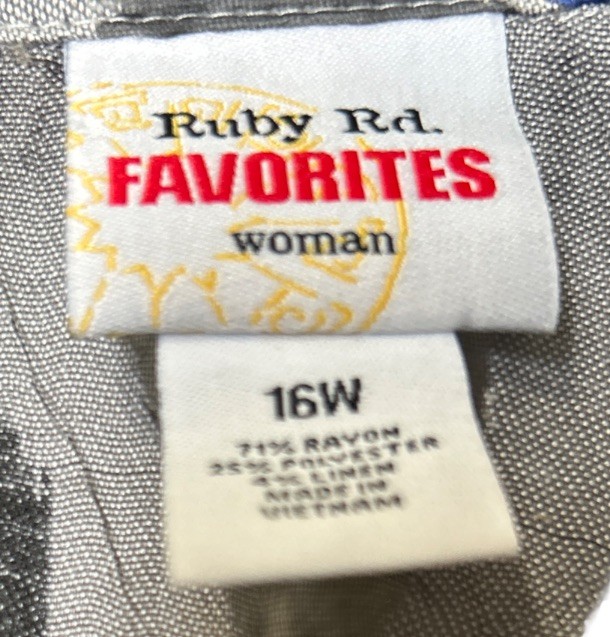 Ruby Rd.
FAVORITES
woman
16W
71% RAYON
25% POLYESTER
4% LINEN
MADE IN
VIETNAM